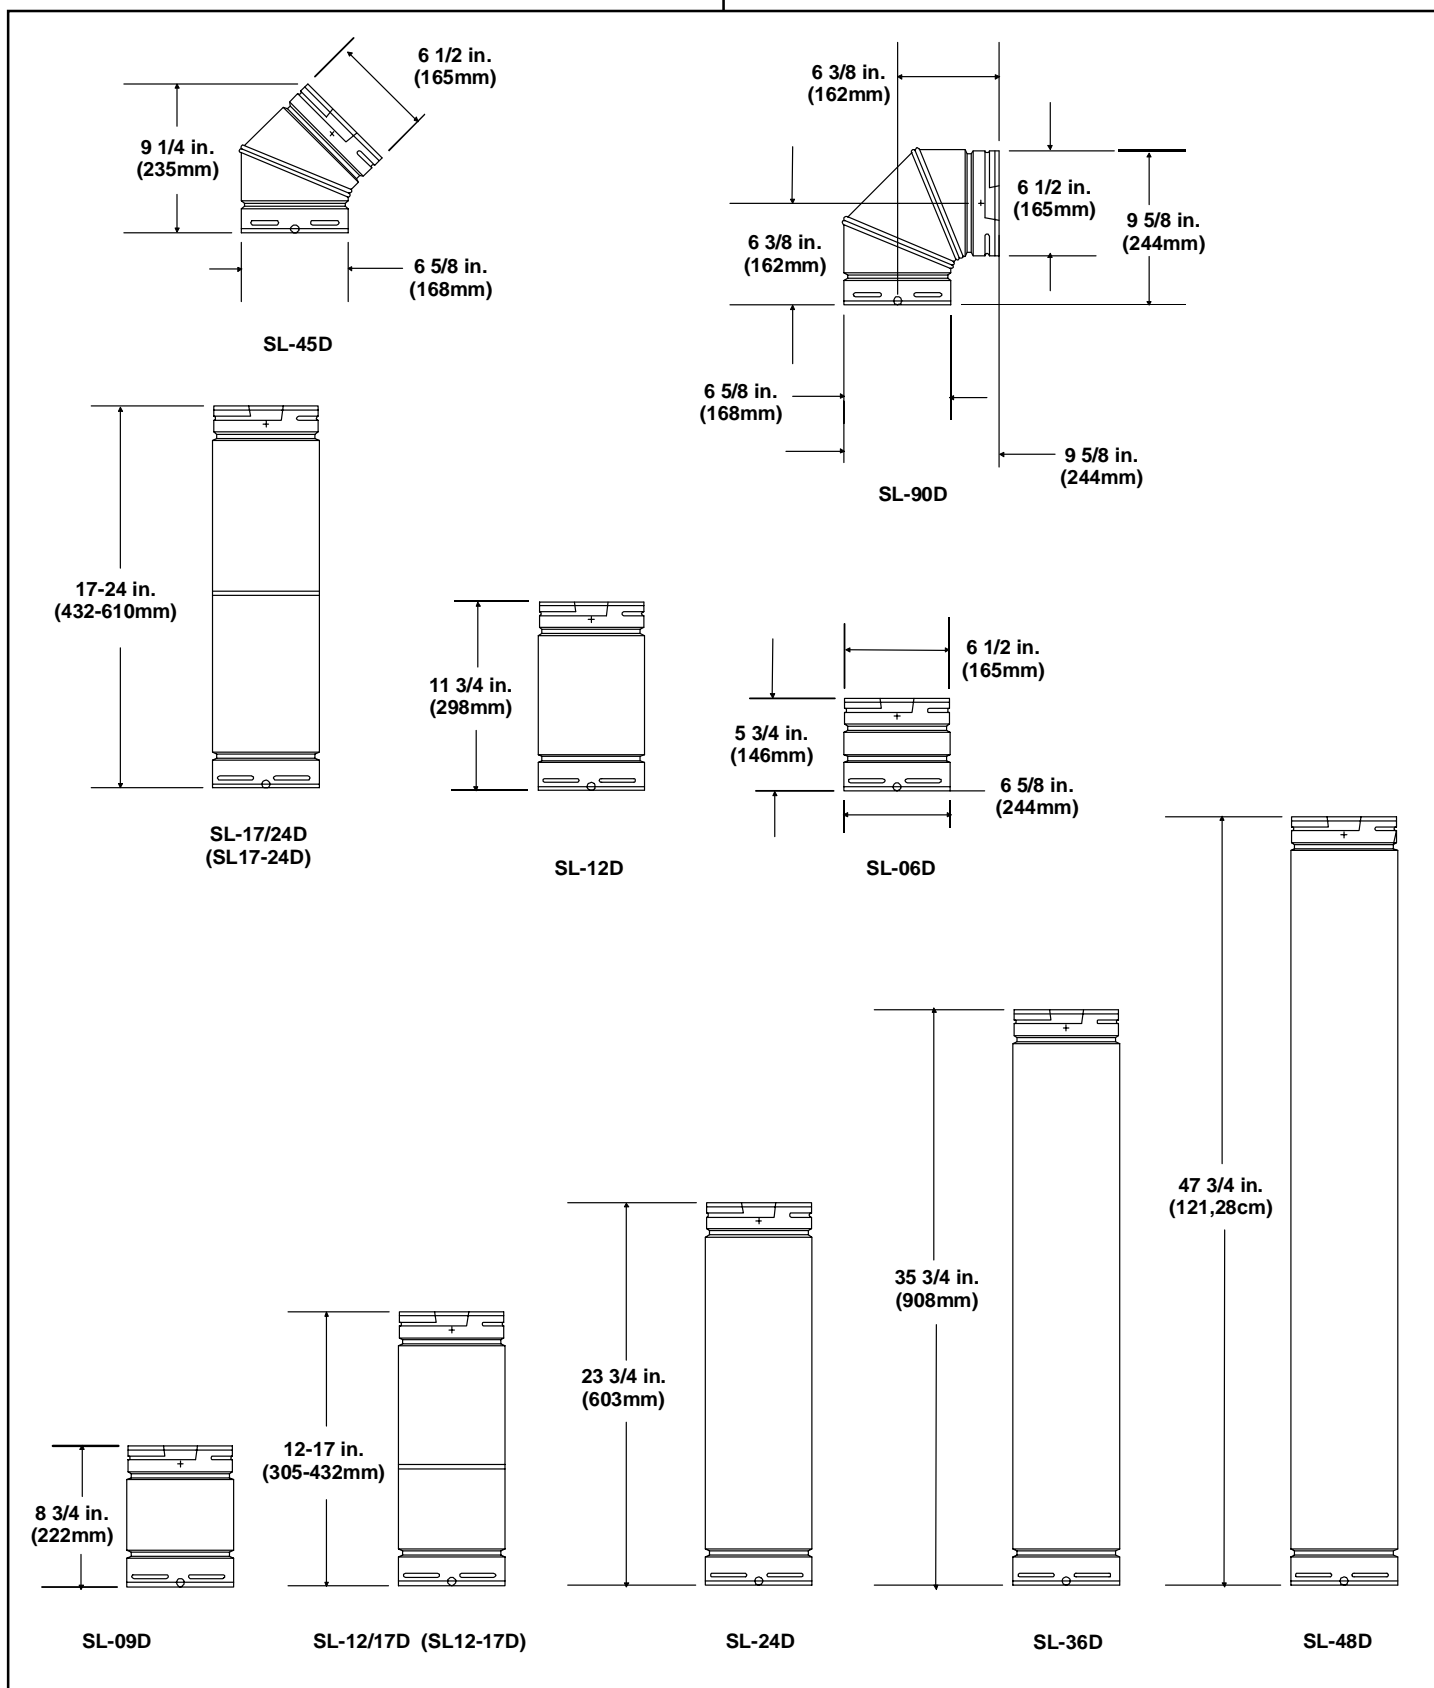 6 1/2 in.
(165mm)
9 1/4 in.
(235mm)
6 5/8 in.
(168mm)
SL-45D
6 3/8 in.
(162mm)
6 1/2 in.
(165mm)
9 5/8 in.
(244mm)
6 3/8 in.
(162mm)
6 5/8 in.
(168mm)
9 5/8 in.
(244mm)
SL-90D
17-24 in.
(432-610mm)
SL-17/24D
(SL17-24D)
11 3/4 in.
(298mm)
SL-12D
6 1/2 in.
(165mm)
5 3/4 in.
(146mm)
6 5/8 in.
(244mm)
SL-06D
8 3/4 in.
(222mm)
SL-09D
12-17 in.
(305-432mm)
SL-12/17D (SL12-17D)
23 3/4 in.
(603mm)
SL-24D
35 3/4 in.
(908mm)
SL-36D
47 3/4 in.
(121,28cm)
SL-48D